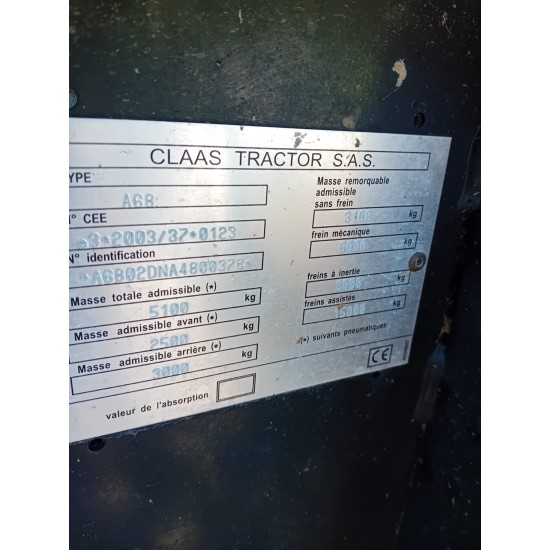 CLAAS TRACTOR S.A.S.
YPE
A68
° CEE
3*2003/37*0123
N° identification
*A6802DNA4800378*
Masse totale admissible (•)
5100 kg
Masse admissible avant (•)
2500 kg
Masse admissible arrière (•)
3000 kg
valeur de l'absorption
Masse remorquable
admissible
sans frein
kg
frein mécanique
kg
freins à inertie
kg
freins assistés
kg
(•) suivants pneumatiques
CE